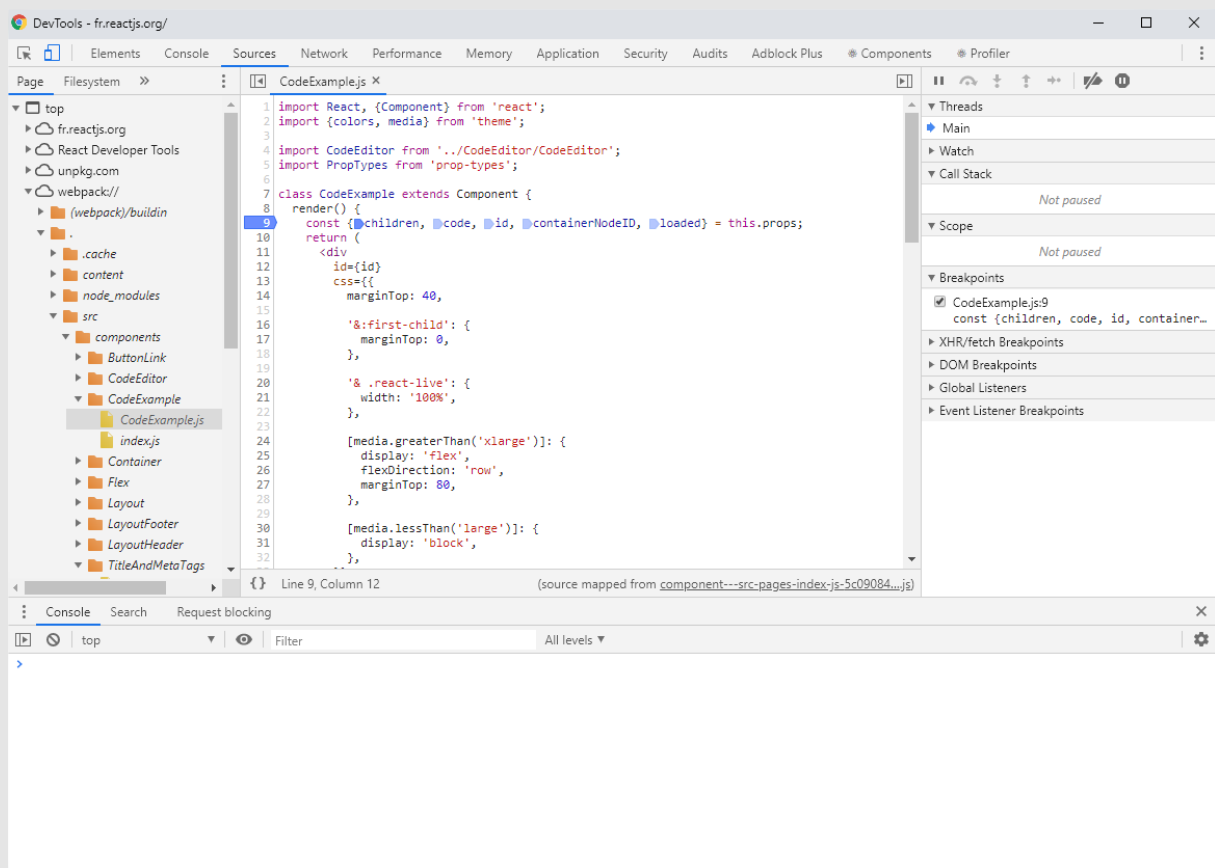 DevTools - fr.reactjs.org/
Elements Console Sources Network Performance Memory Application Security Audits Adblock Plus Components Profiler
Page Filesystem »
CodeExample.js ×
top
fr.reactjs.org
React Developer Tools
unpkg.com
webpack://
(webpack)/buildin
.
.cache
content
node_modules
src
components
ButtonLink
CodeEditor
CodeExample
CodeExample.js
index.js
Container
Flex
Layout
LayoutFooter
LayoutHeader
TitleAndMetaTags
1 import React, {Component} from 'react';
2 import {colors, media} from 'theme';
3
4 import CodeEditor from '../CodeEditor/CodeEditor';
5 import PropTypes from 'prop-types';
6
7 class CodeExample extends Component {
8 render() {
9 const {children, code, id, containerNodeID, loaded} = this.props;
10 return (
11 <div
12 id={id}
13 css={{
14 marginTop: 40,
15
16 '&:first-child': {
17 marginTop: 0,
18 },
19
20 '& .react-live': {
21 width: '100%',
22 },
23
24 [media.greaterThan('xlarge')]: {
25 display: 'flex',
26 flexDirection: 'row',
27 marginTop: 80,
28 },
29
30 [media.lessThan('large')]: {
31 display: 'block',
32 },
{} Line 9, Column 12 (source mapped from component---src-pages-index-js-5c09084....js)
Threads
Main
Watch
Call Stack
Not paused
Scope
Not paused
Breakpoints
CodeExample.js:9
const {children, code, id, container…
XHR/fetch Breakpoints
DOM Breakpoints
Global Listeners
Event Listener Breakpoints
Console Search Request blocking
top Filter All levels